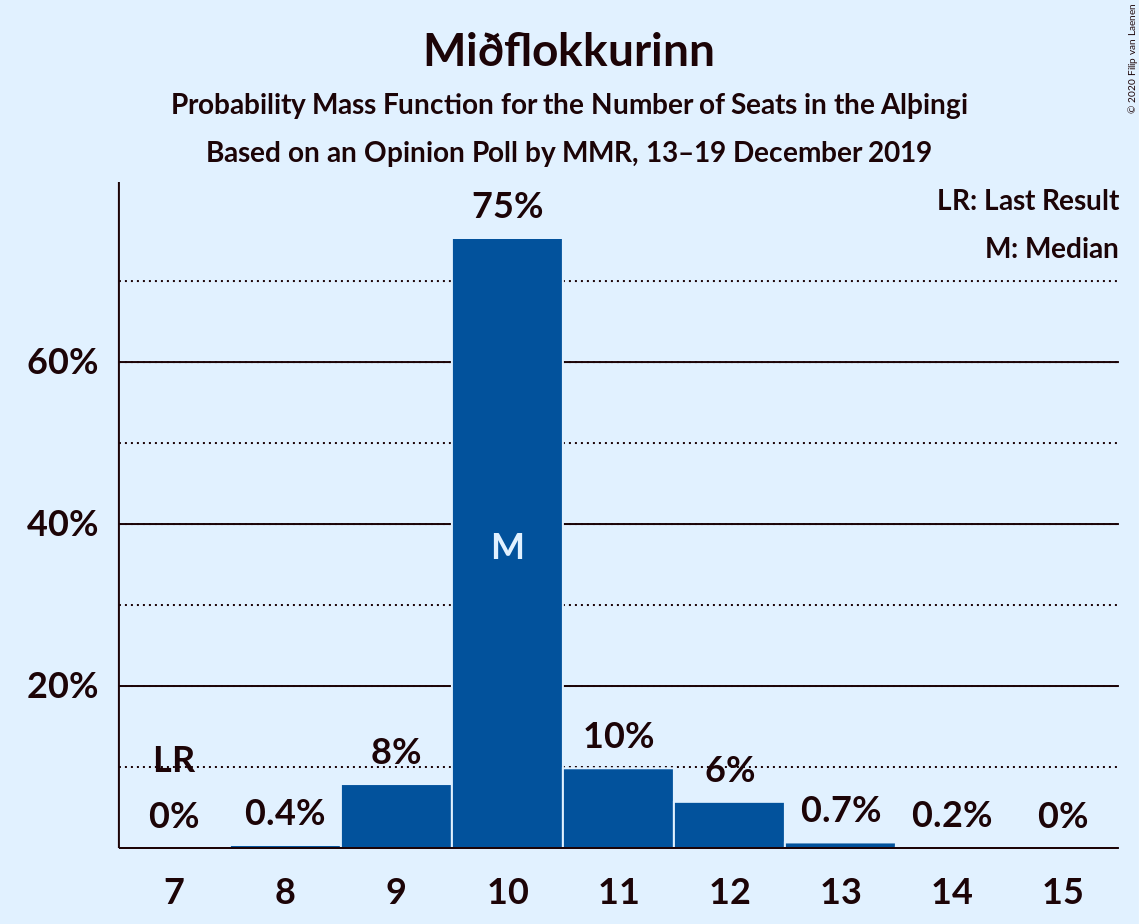 Miðflokkurinn
Probability Mass Function for the Number of Seats in the Alþingi
Based on an Opinion Poll by MMR, 13–19 December 2019
© 2020 Filip van Laenen
LR: Last Result
M: Median
75%
60%
40%
M
20%
LR
0%
0.4%
8%
10%
6%
0.7%
0.2%
0%
7 8 9 10 11 12 13 14 15